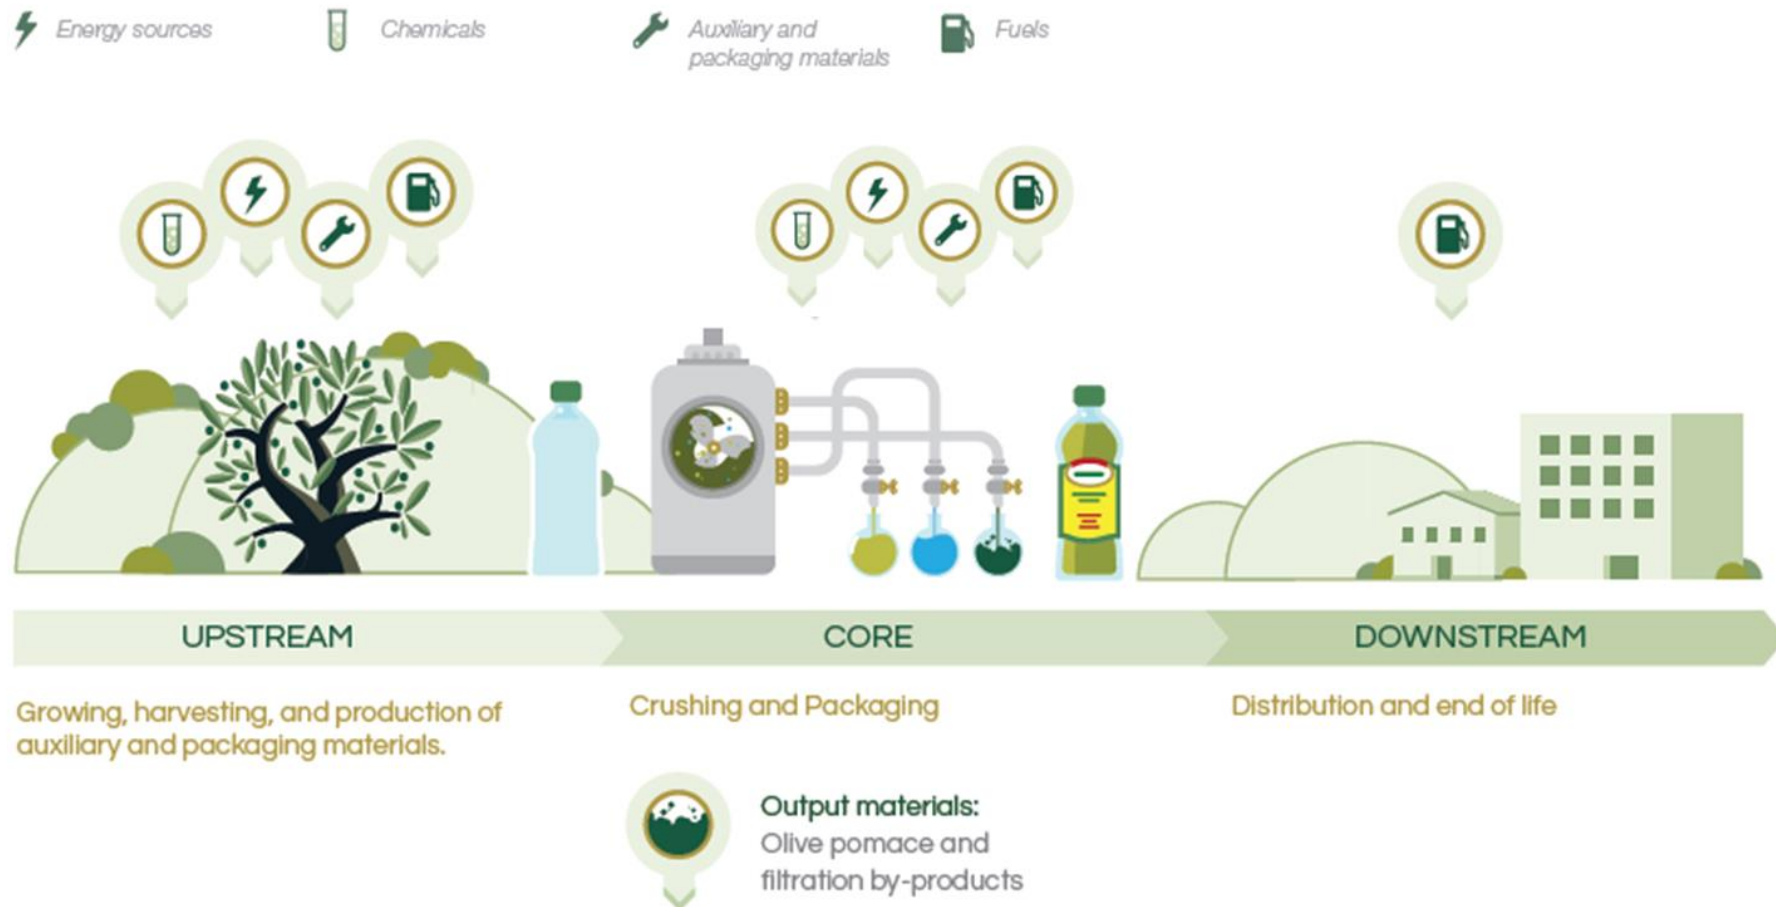 Energy sources
Chemicals
Auxiliary and
packaging materials
Fuels
UPSTREAM
CORE
DOWNSTREAM
Growing, harvesting, and production of
auxiliary and packaging materials.
Crushing and Packaging
Distribution and end of life
Output materials:
Olive pomace and
filtration by-products